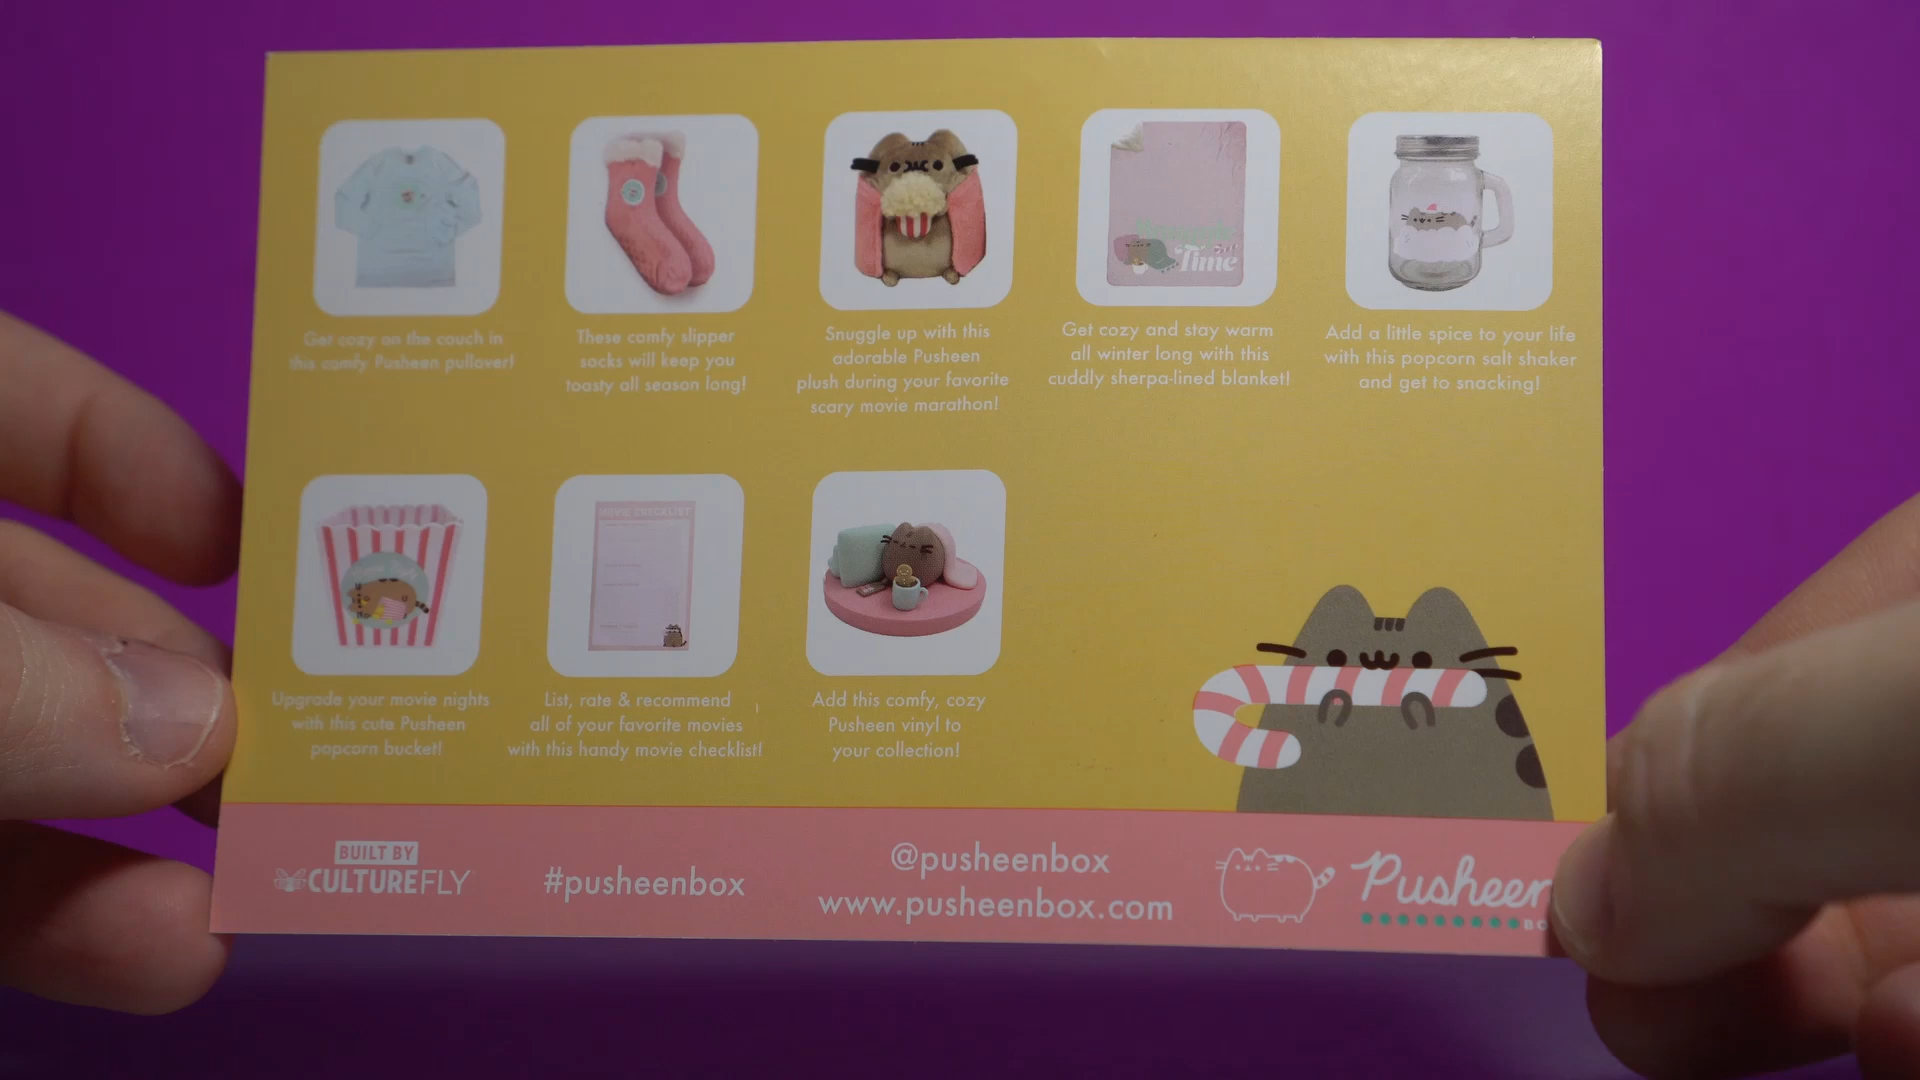 Get cozy on the couch in
this comfy Pusheen pullover!
These comfy slipper
socks will keep you
toasty all season long!
Snuggle up with this
adorable Pusheen
plush during your favorite
scary movie marathon!
Time
Get cozy and stay warm
all winter long with this
cuddly sherpa-lined blanket!
Add a little spice to your life
with this popcorn salt shaker
and get to snacking!
Upgrade your movie nights
with this cute Pusheen
popcorn bucket!
MOVIE CHECKLIST
List, rate & recommend
all of your favorite movies
with this handy movie checklist!
Add this comfy, cozy
Pusheen vinyl to
your collection!
BUILT BY
CULTUREFLY
#pusheenbox
@pusheenbox
www.pusheenbox.com
Pusheen
BO